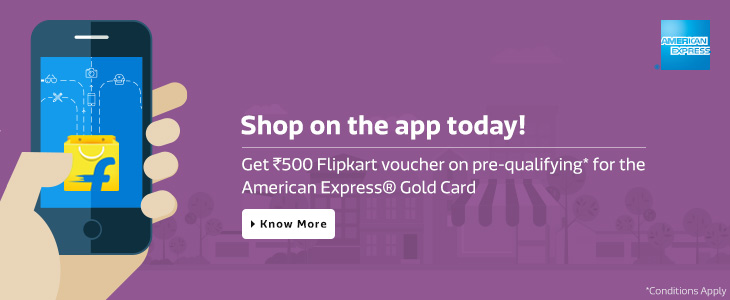 AMERICAN
EXPRESS
Shop on the app today!
Get ₹500 Flipkart voucher on pre-qualifying* for the
American Express® Gold Card
Know More
f
*Conditions Apply